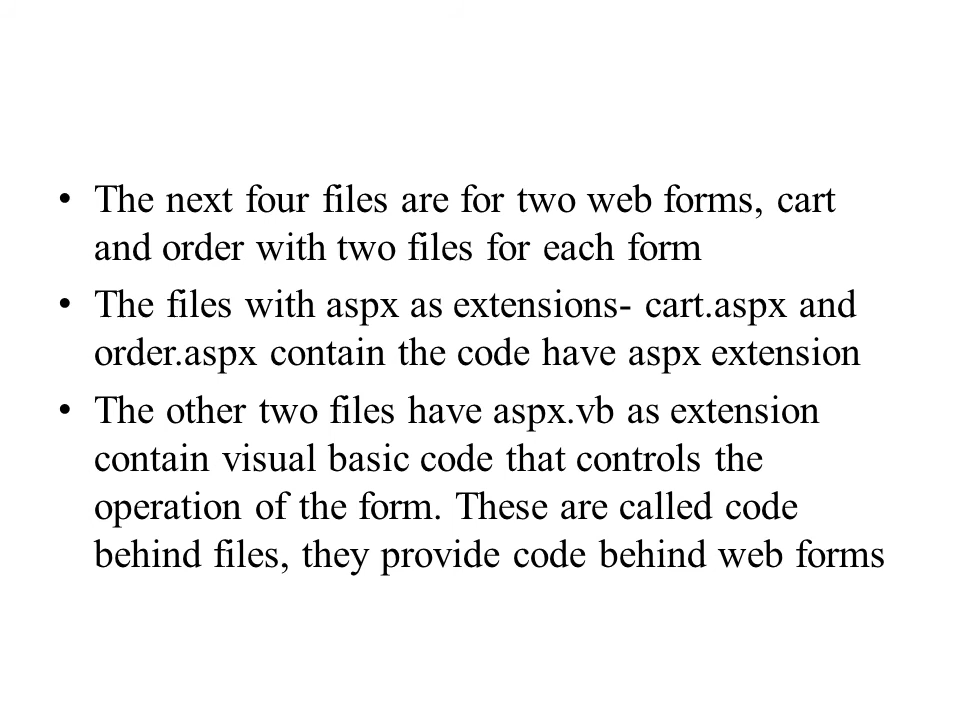 • The next four files are for two web forms, cart
and order with two files for each form
• The files with aspx as extensions- cart.aspx and
order.aspx contain the code have aspx extension
• The other two files have aspx.vb as extension
contain visual basic code that controls the
operation of the form. These are called code
behind files, they provide code behind web forms